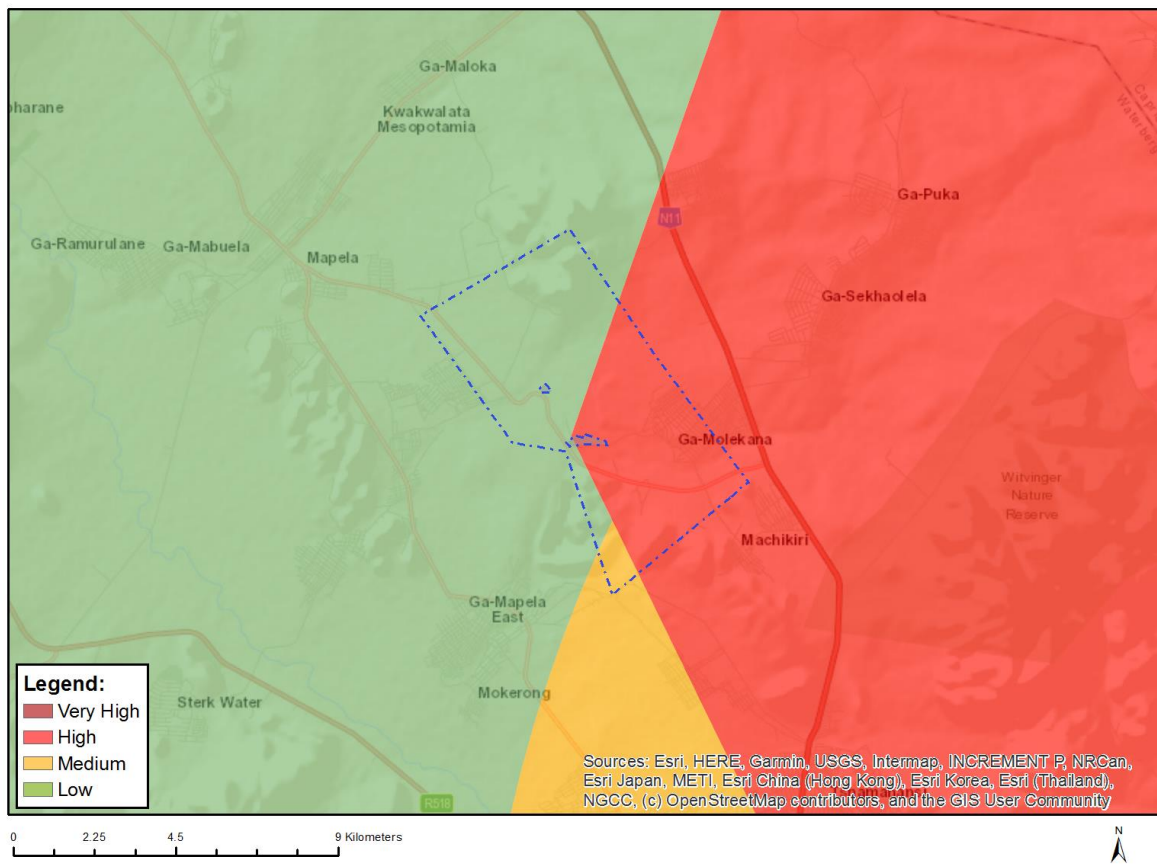 Ga-Maloka
Kwakwalata
Mesopotamia
Ga-Puka
N11
Ga-Ramurulane
Ga-Mabuela
Mapela
Ga-Sekhaolela
Ga-Molekana
Witvinger
Nature
Reserve
Machikiri
Ga-Mapela
East
Mokerong
Sterk Water
R518
Waterberg
Legend:
Very High
High
Medium
Low
Sources: Esri, HERE, Garmin, USGS, Intermap, INCREMENT P, NRCan,
Esri Japan, METI, Esri China (Hong Kong), Esri Korea, Esri (Thailand),
NGCC, (c) OpenStreetMap contributors, and the GIS User Community
0 2.25 4.5 9 Kilometers
N